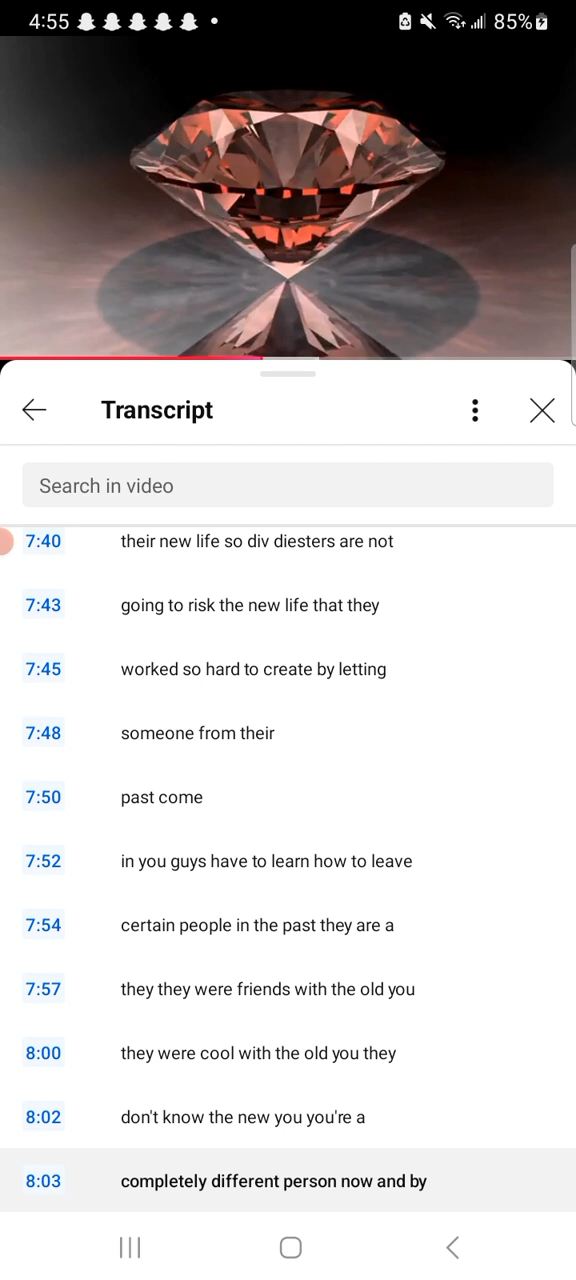 4:55
85%
Transcript
Search in video
7:40 their new life so div diesters are not
7:43 going to risk the new life that they
7:45 worked so hard to create by letting
7:48 someone from their
7:50 past come
7:52 in you guys have to learn how to leave
7:54 certain people in the past they are a
7:57 they they were friends with the old you
8:00 they were cool with the old you they
8:02 don't know the new you you're a
8:03 completely different person now and by